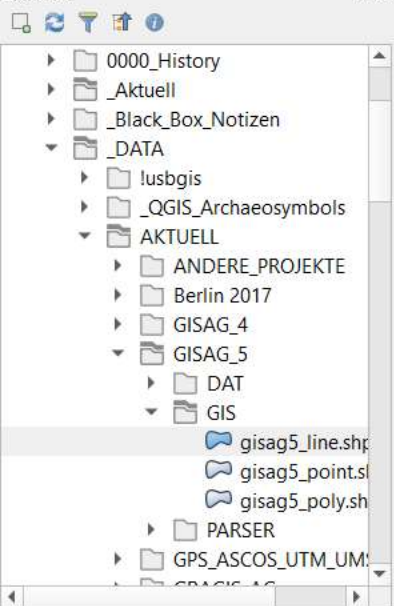 0000_History
_Aktuell
_Black_Box_Notizen
_DATA
!usbgis
_QGIS_Archaeosymbols
AKTUELL
ANDERE_PROJEKTE
Berlin 2017
GISAG_4
GISAG_5
DAT
GIS
gisag5_line.shp
gisag5_point.sl
gisag5_poly.sh
PARSER
GPS_ASCOS_UTM_UMS